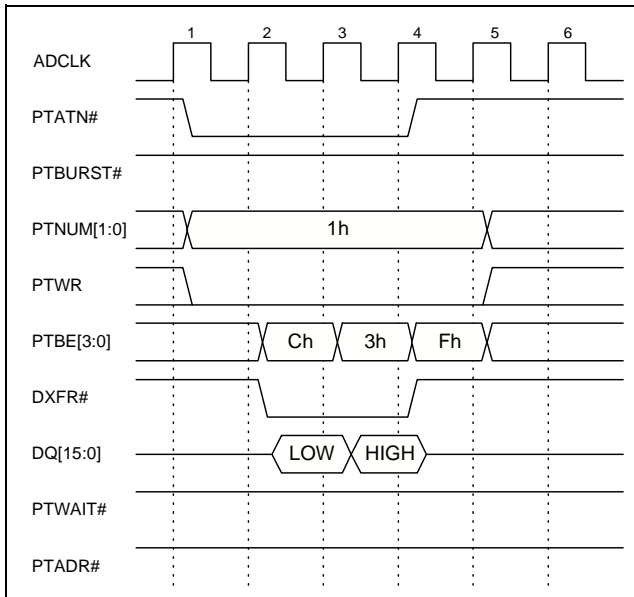 1 2 3 4 5 6
ADCLK
PTATN#
PTBURST#
PTNUM[1:0] 1h
PTWR
PTBE[3:0] Ch 3h Fh
DXFR#
DQ[15:0] LOW HIGH
PTWAIT#
PTADR#